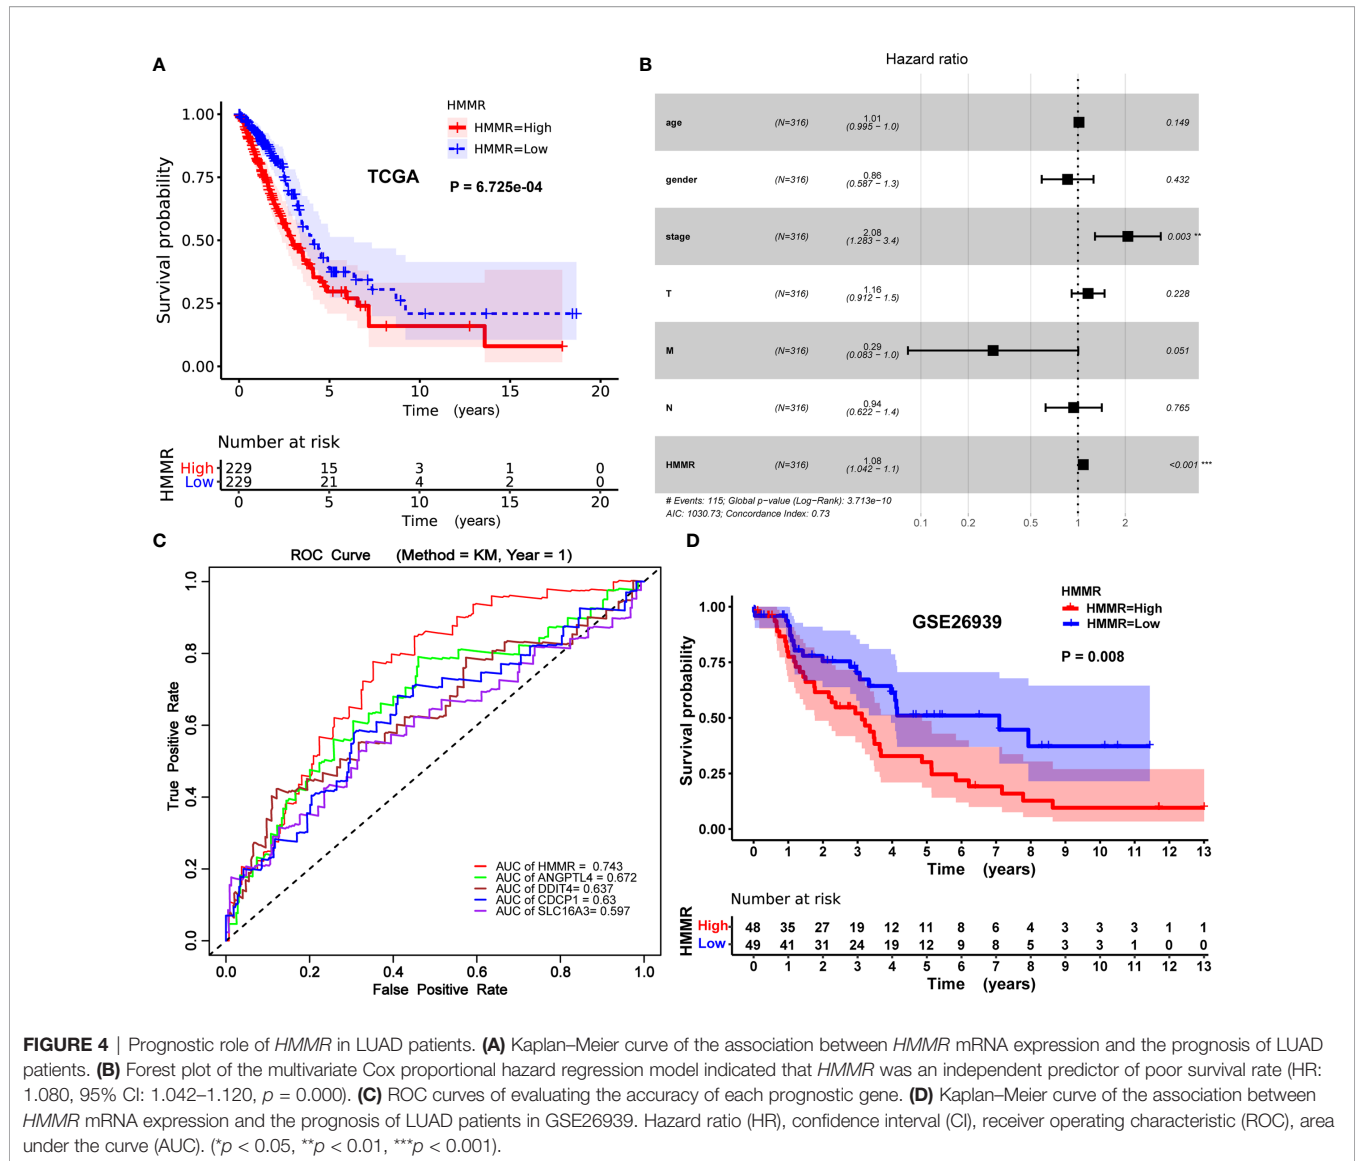 A
HMMR
HMMR=High
HMMR=Low
TCGA
P = 6.725e-04
Survival probability
1.00
0.75
0.50
0.25
0.00
0 5 10 15 20
Time (years)
Number at risk
HMMR
High 229 15 3 1 0
Low 229 21 4 2 0
0 5 10 15 20
Time (years)
B
Hazard ratio
age (N=316) 1.01 (0.995 − 1.0) 0.149
gender (N=316) 0.86 (0.587 − 1.3) 0.432
stage (N=316) 2.08 (1.283 − 3.4) 0.003 **
T (N=316) 1.16 (0.912 − 1.5) 0.228
M (N=316) 0.29 (0.083 − 1.0) 0.051
N (N=316) 0.94 (0.622 − 1.4) 0.765
HMMR (N=316) 1.08 (1.042 − 1.1) <0.001 ***
# Events: 115; Global p−value (Log−Rank): 3.713e−10
AIC: 1030.73; Concordance Index: 0.73
0.1 0.2 0.5 1 2
C
ROC Curve (Method = KM, Year = 1)
True Positive Rate
1.0
0.8
0.6
0.4
0.2
0.0
AUC of HMMR = 0.743
AUC of ANGPTL4 = 0.672
AUC of DDIT4= 0.637
AUC of CDCP1 = 0.63
AUC of SLC16A3= 0.597
0.0 0.2 0.4 0.6 0.8 1.0
False Positive Rate
D
HMMR
HMMR=High
HMMR=Low
GSE26939
P = 0.008
Survival probability
1.00
0.75
0.50
0.25
0.00
0 1 2 3 4 5 6 7 8 9 10 11 12 13
Time (years)
Number at risk
HMMR
High 48 35 27 19 12 11 8 6 4 3 3 3 1 1
Low 49 41 31 24 19 12 9 8 5 3 3 1 0 0
0 1 2 3 4 5 6 7 8 9 10 11 12 13
Time (years)
FIGURE 4 | Prognostic role of HMMR in LUAD patients. (A) Kaplan–Meier curve of the association between HMMR mRNA expression and the prognosis of LUAD
patients. (B) Forest plot of the multivariate Cox proportional hazard regression model indicated that HMMR was an independent predictor of poor survival rate (HR:
1.080, 95% CI: 1.042–1.120, p = 0.000). (C) ROC curves of evaluating the accuracy of each prognostic gene. (D) Kaplan–Meier curve of the association between
HMMR mRNA expression and the prognosis of LUAD patients in GSE26939. Hazard ratio (HR), confidence interval (CI), receiver operating characteristic (ROC), area
under the curve (AUC). (*p < 0.05, **p < 0.01, ***p < 0.001).